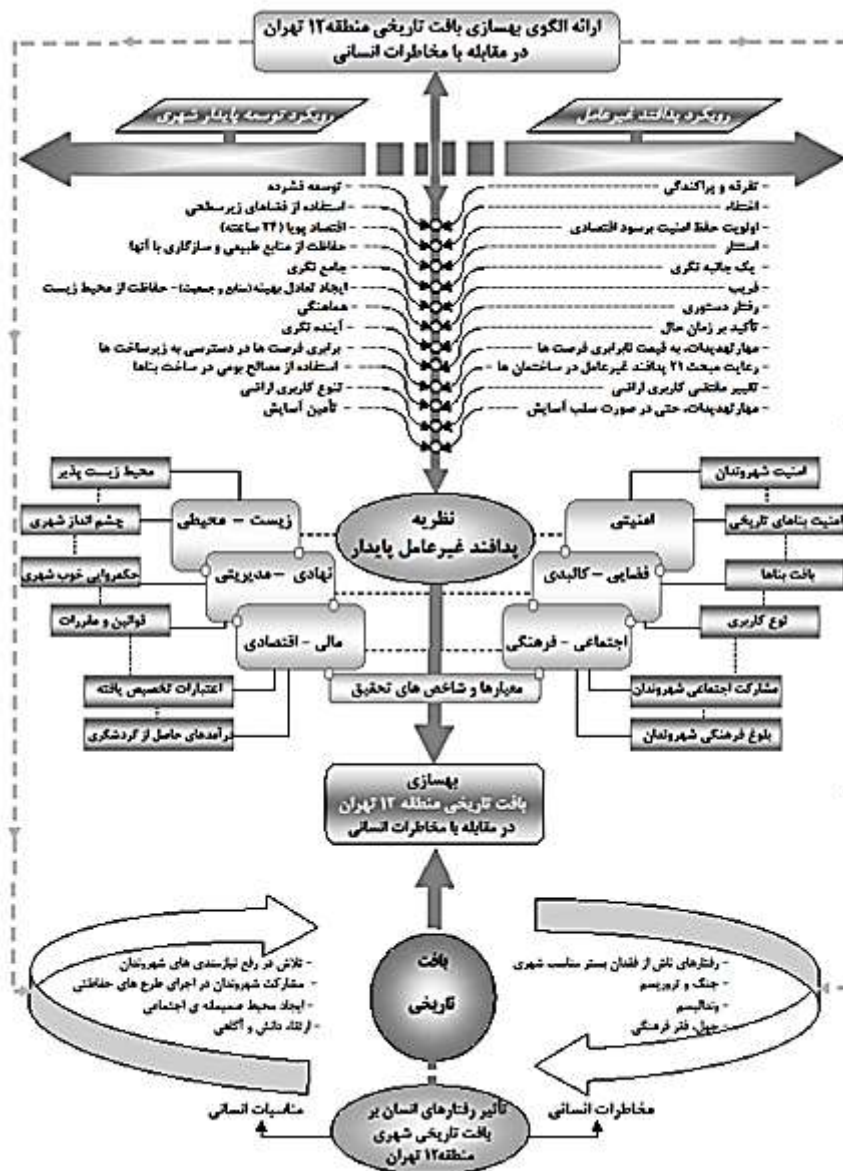 ارائه الگوی بهسازی بافت تاریخی منطقه۱۲ تهران
در مقابله با مخاطرات انسانی
رویکرد پدافند غیرعامل
رویکرد توسعه پایدار شهری
- تفرقه و پراکندگی
- اختفاء
- اولویت حفظ امنیت برسود اقتصادی
- استتار
- یک جانبه نگری
- فریب
- رفتار دستوری
- تأکید بر زمان حال
- مهارتهدیدات، به قیمت نابرابری فرصت ها
- رعایت مبحث ۲۱ پدافند غیرعامل در ساختمان ها
- تغییر مقتضی کاربری اراضی
- مهارتهدیدات، حتی در صورت سلب آسایش
- توسعه فشرده
- استفاده از فضاهای زیرسطحی
- اقتصاد پویا (۲۴ ساعته)
- حفاظت از منابع طبیعی و سازگاری با آنها
- جامع نگری
- ایجاد تعادل بهینه(منابع و جمعیت) - حفاظت از محیط زیست
- هماهنگی
- آینده نگری
- برابری فرصت ها در دسترسی به زیرساخت ها
- استفاده از مصالح بومی در ساخت بناها
- تنوع کاربری اراضی
- تأمین آسایش
نظریه
پدافند غیرعامل پایدار
امنیتی
فضایی - کالبدی
اجتماعی - فرهنگی
امنیت شهروندان
امنیت بناهای تاریخی
بافت بناها
نوع کاربری
مشارکت اجتماعی شهروندان
بلوغ فرهنگی شهروندان
زیست - محیطی
نهادی - مدیریتی
مالی - اقتصادی
محیط زیست پذیر
چشم انداز شهری
حکمروایی خوب شهری
قوانین و مقررات
اعتبارات تخصیص یافته
درآمدهای حاصل از گردشگری
معیارها و شاخص های تحقیق
بهسازی
بافت تاریخی منطقه ۱۲ تهران
در مقابله با مخاطرات انسانی
- رفتارهای ناش از فقدان بستر مناسب شهری
- جنگ و تروریسم
- وندالیسم
- جهل، فقر فرهنگی
- تلاش در رفع نیازمندی های شهروندان
- مشارکت شهروندان در اجرای طرح های حفاظتی
- ایجاد محیط صمیمانه ی اجتماعی
- ارتقاء دانش و آگاهی
بافت
تاریخی
مخاطرات انسانی
تأثیر رفتارهای انسان بر
بافت تاریخی شهری
منطقه۱۲ تهران
مناسبات انسانی